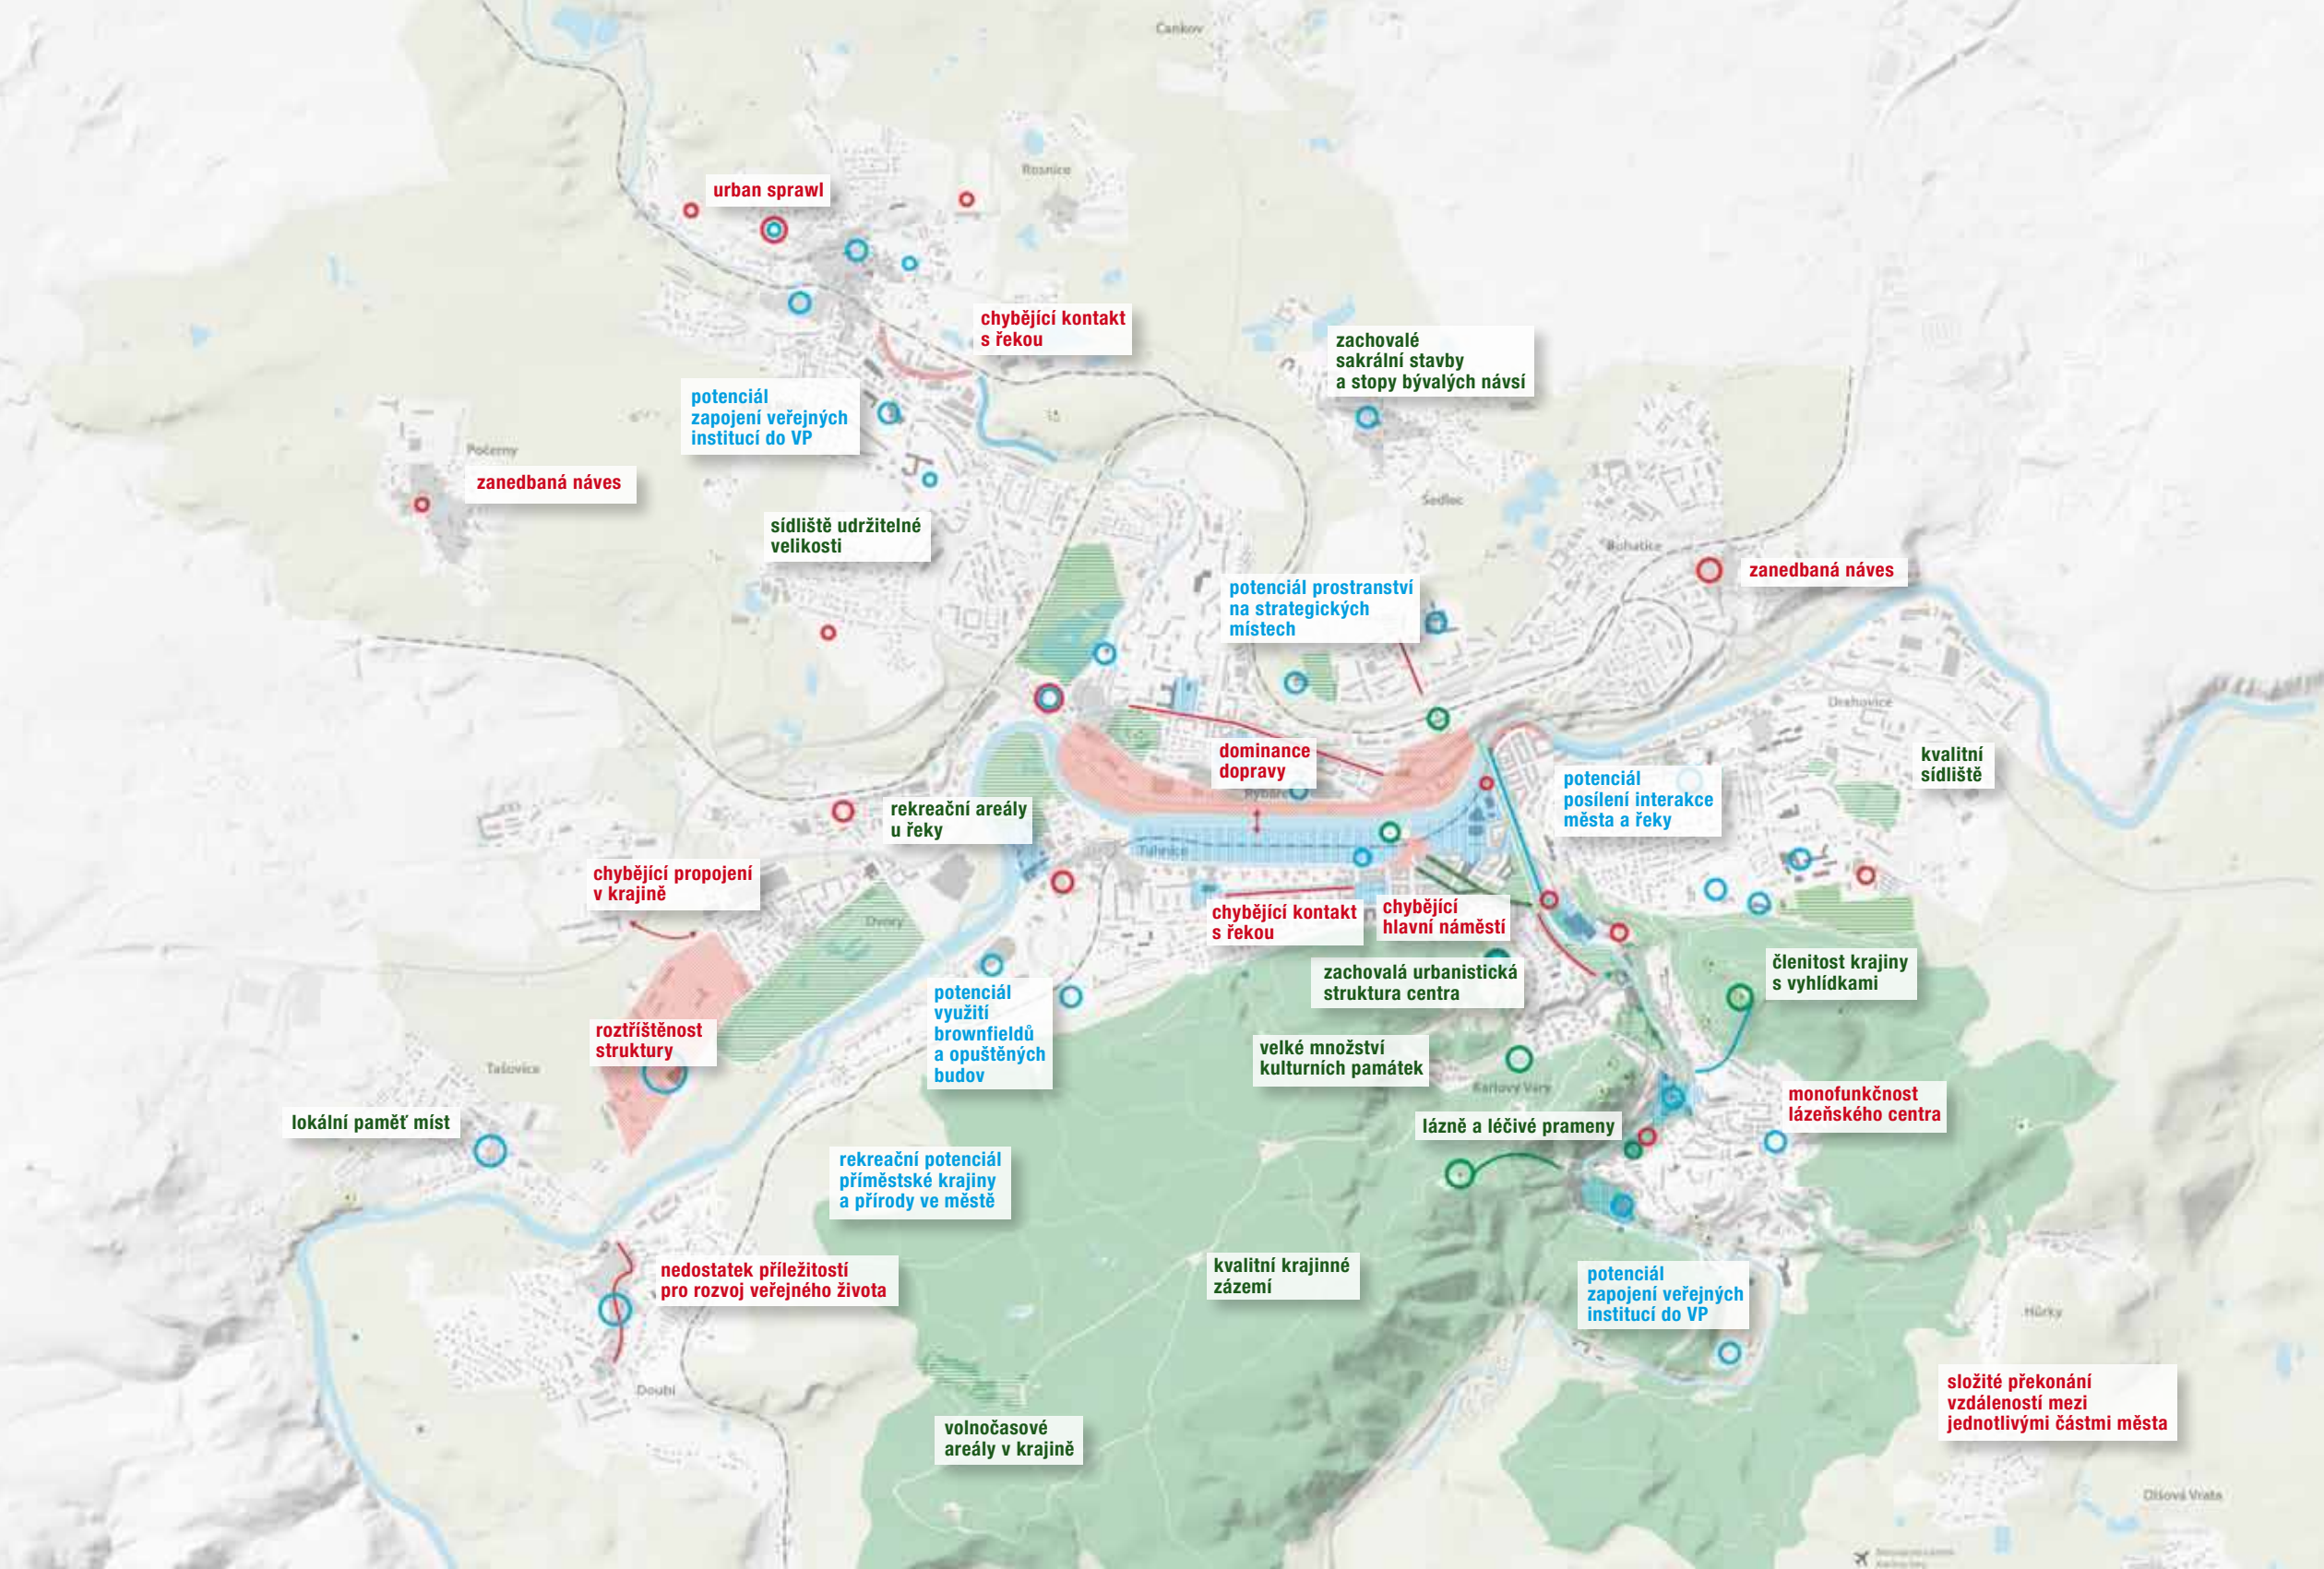 Čankov
Rosnice
urban sprawl
chybějící kontakt
s řekou
zachovalé
sakrální stavby
a stopy bývalých návsí
potenciál
zapojení veřejných
institucí do VP
Počerny
zanedbaná náves
Sedlec
sídliště udržitelné
velikosti
Bohatice
zanedbaná náves
potenciál prostranství
na strategických
místech
Drahovice
dominance
dopravy
Rybáře
kvalitní
sídliště
potenciál
posílení interakce
města a řeky
rekreační areály
u řeky
Tuhnice
chybějící propojení
v krajině
Dvory
chybějící kontakt
s řekou
chybějící
hlavní náměstí
zachovalá urbanistická
struktura centra
členitost krajiny
s vyhlídkami
potenciál
využití
brownfieldů
a opuštěných
budov
roztříštěnost
struktury
Tašovice
velké množství
kulturních památek
Karlovy Vary
monofunkčnost
lázeňského centra
lokální paměť míst
lázně a léčivé prameny
rekreační potenciál
příměstské krajiny
a přírody ve městě
nedostatek příležitostí
pro rozvoj veřejného života
kvalitní krajinné
zázemí
potenciál
zapojení veřejných
institucí do VP
Hůrky
Doubí
složité překonání
vzdáleností mezi
jednotlivými částmi města
volnočasové
areály v krajině
Olšová Vrata